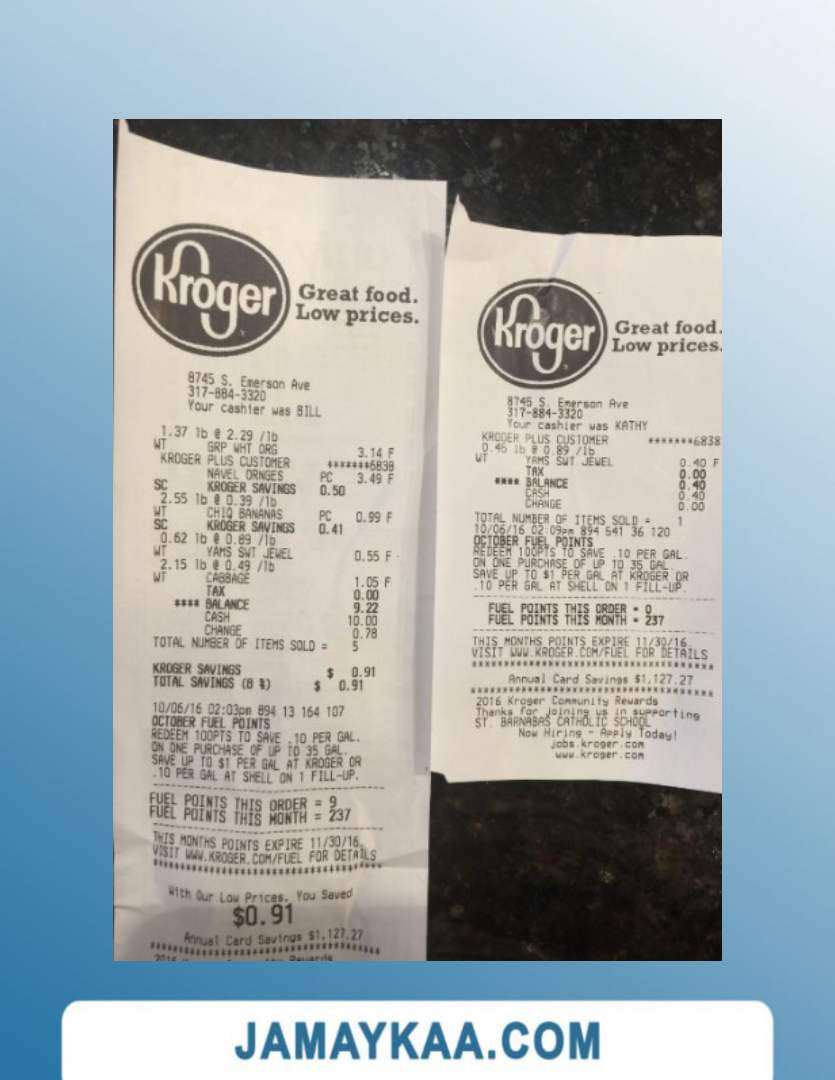 Kroger
Great food.
Low prices.
8745 S. Emerson Ave
317-884-3320
Your cashier was BILL
1.37 lb @ 2.29 /lb
WT GRP WHT ORG 3.14 F
KROGER PLUS CUSTOMER *******6838
NAVEL ORNGES PC 3.49 F
SC KROGER SAVINGS 0.50
2.55 lb @ 0.39 /lb
WT CHIQ BANANAS PC 0.99 F
SC KROGER SAVINGS 0.41
0.62 lb @ 0.89 /lb
WT YAMS SWT JEWEL 0.55 F
2.15 lb @ 0.49 /lb
WT CABBAGE 1.05 F
TAX 0.00
**** BALANCE 9.22
CASH 10.00
CHANGE 0.78
TOTAL NUMBER OF ITEMS SOLD = 5
KROGER SAVINGS $ 0.91
TOTAL SAVINGS (8 %) $ 0.91
10/06/16 02:03pm 894 13 164 107
OCTOBER FUEL POINTS
REDEEM 100PTS TO SAVE .10 PER GAL.
ON ONE PURCHASE OF UP TO 35 GAL.
SAVE UP TO $1 PER GAL AT KROGER OR
.10 PER GAL AT SHELL ON 1 FILL-UP.
FUEL POINTS THIS ORDER = 9
FUEL POINTS THIS MONTH = 237
THIS MONTHS POINTS EXPIRE 11/30/16.
VISIT WWW.KROGER.COM/FUEL FOR DETAILS
With Our Low Prices, You Saved
$0.91
Annual Card Savings $1,127.27
Kroger
Great food.
Low prices.
8745 S. Emerson Ave
317-884-3320
Your cashier was KATHY
KROGER PLUS CUSTOMER *******6838
0.45 lb @ 0.89 /lb
WT YAMS SWT JEWEL 0.40 F
TAX 0.00
**** BALANCE 0.40
CASH 0.40
CHANGE 0.00
TOTAL NUMBER OF ITEMS SOLD = 1
10/06/16 02:09pm 894 541 36 120
OCTOBER FUEL POINTS
REDEEM 100PTS TO SAVE .10 PER GAL.
ON ONE PURCHASE OF UP TO 35 GAL.
SAVE UP TO $1 PER GAL AT KROGER OR
.10 PER GAL AT SHELL ON 1 FILL-UP.
FUEL POINTS THIS ORDER = 0
FUEL POINTS THIS MONTH = 237
THIS MONTHS POINTS EXPIRE 11/30/16.
VISIT WWW.KROGER.COM/FUEL FOR DETAILS
Annual Card Savings $1,127.27
2016 Kroger Community Rewards
Thanks for joining us in supporting
ST. BARNABAS CATHOLIC SCHOOL
Now Hiring - Apply Today!
jobs.kroger.com
www.kroger.com
JAMAYKAA.COM